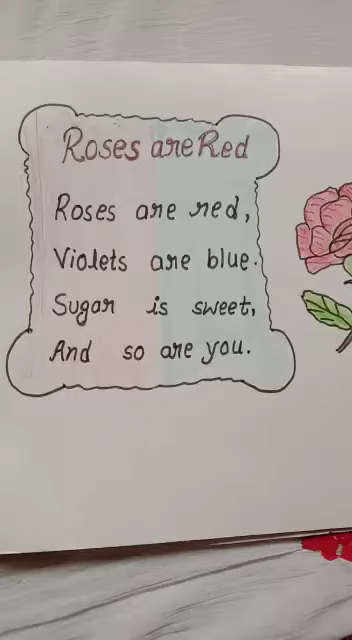 Roses are Red
Roses are red,
Violets are blue.
Sugar is sweet,
And so are you.